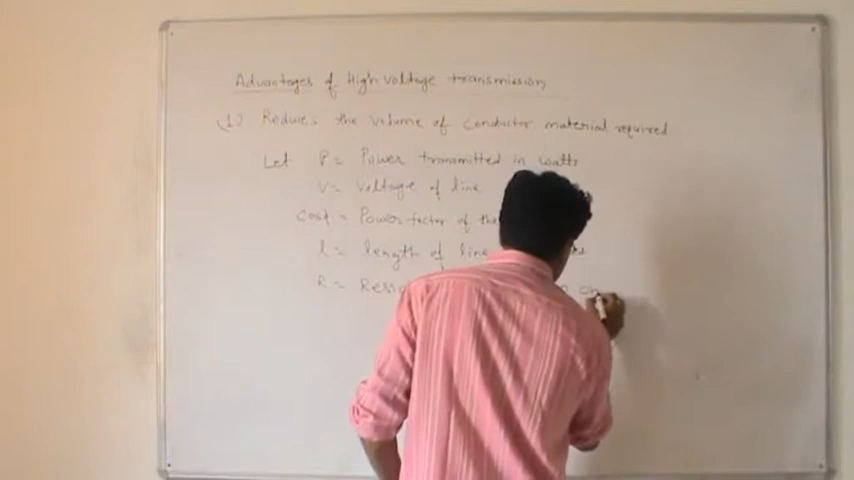 Advantages of High voltage transmission
(1) Reduces the volume of conductor material required
Let P = Power transmitted in watts
V = voltage of line
cosϕ = Power factor of the
l = length of line
R = on